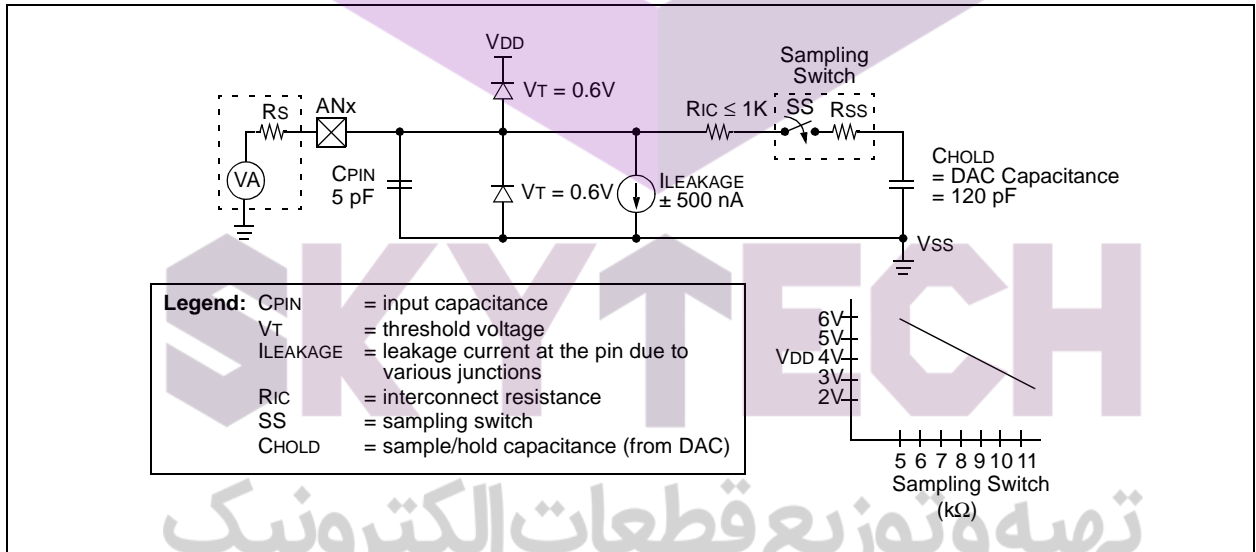 VDD
Sampling
Switch
VT = 0.6V
RS
ANx
RIC ≤ 1K
SS
RSS
VA
CPIN
5 pF
VT = 0.6V
ILEAKAGE
± 500 nA
CHOLD
= DAC Capacitance
= 120 pF
VSS
Legend: CPIN = input capacitance
VT = threshold voltage
ILEAKAGE = leakage current at the pin due to
various junctions
RIC = interconnect resistance
SS = sampling switch
CHOLD = sample/hold capacitance (from DAC)
6V
5V
VDD 4V
3V
2V
5 6 7 8 9 10 11
Sampling Switch
(kΩ)
SKYTECH
تهیه و توزیع قطعات الکترونیک